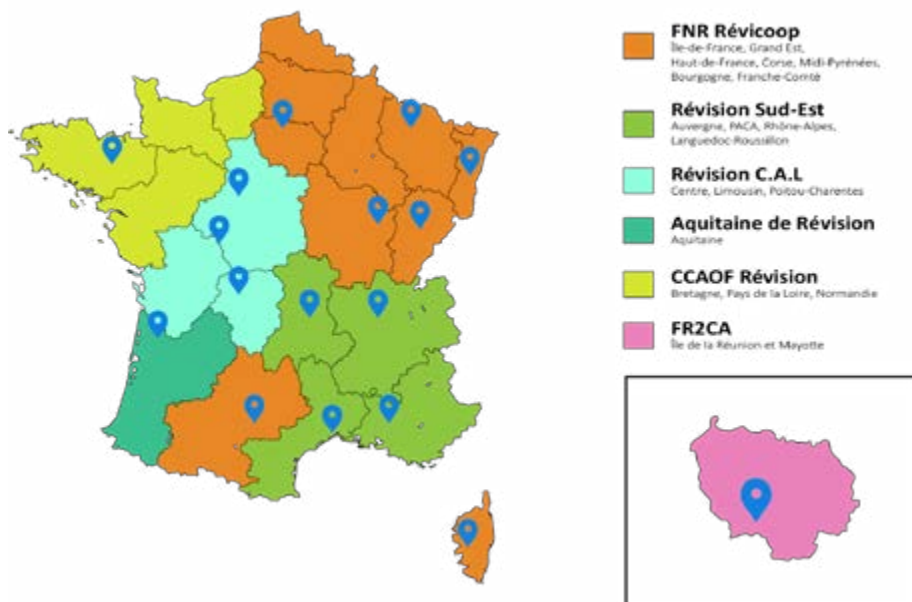 FNR Révicoop
Île-de-France, Grand Est,
Haut-de-France, Corse, Midi-Pyrénées,
Bourgogne, Franche-Comté
Révision Sud-Est
Auvergne, PACA, Rhône-Alpes,
Languedoc-Roussillon
Révision C.A.L
Centre, Limousin, Poitou-Charentes
Aquitaine de Révision
Aquitaine
CCAOF Révision
Bretagne, Pays de la Loire, Normandie
FR2CA
Île de la Réunion et Mayotte